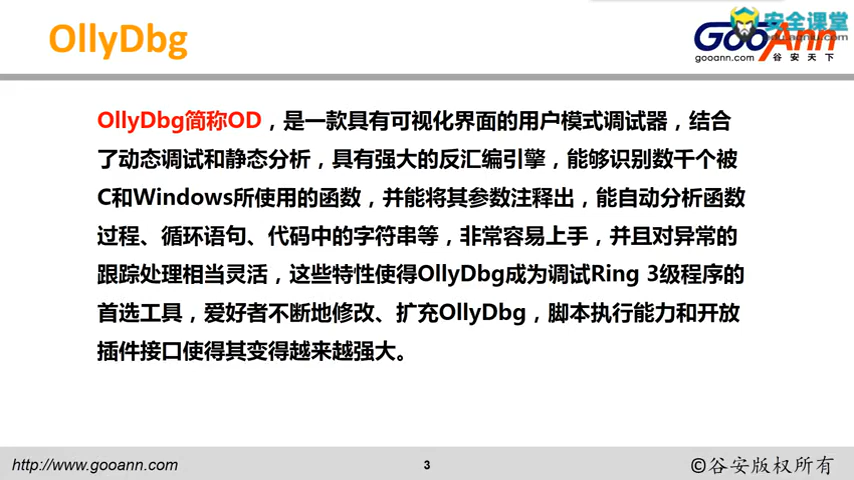 OllyDbg
安全课堂
edu.aqniu.com
GooAnn
gooann.com 谷安天下
OllyDbg简称OD，是一款具有可视化界面的用户模式调试器，结合
了动态调试和静态分析，具有强大的反汇编引擎，能够识别数千个被
C和Windows所使用的函数，并能将其参数注释出，能自动分析函数
过程、循环语句、代码中的字符串等，非常容易上手，并且对异常的
跟踪处理相当灵活，这些特性使得OllyDbg成为调试Ring 3级程序的
首选工具，爱好者不断地修改、扩充OllyDbg，脚本执行能力和开放
插件接口使得其变得越来越强大。
http://www.gooann.com
3
©谷安版权所有